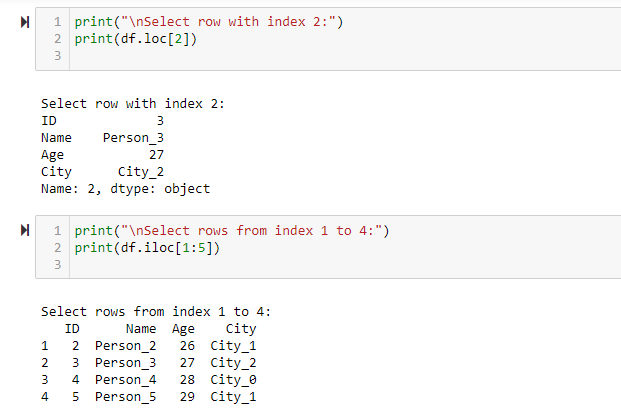 1 print("\nSelect row with index 2:")
2 print(df.loc[2])
3
Select row with index 2:
ID              3
Name    Person_3
Age            27
City      City_2
Name: 2, dtype: object
1 print("\nSelect rows from index 1 to 4:")
2 print(df.iloc[1:5])
3
Select rows from index 1 to 4:
   ID      Name  Age    City
1   2  Person_2   26  City_1
2   3  Person_3   27  City_2
3   4  Person_4   28  City_0
4   5  Person_5   29  City_1